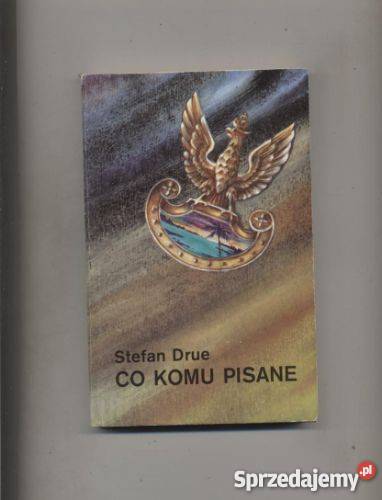 Stefan Drue
CO KOMU PISANE
Sprzedajemy.pl